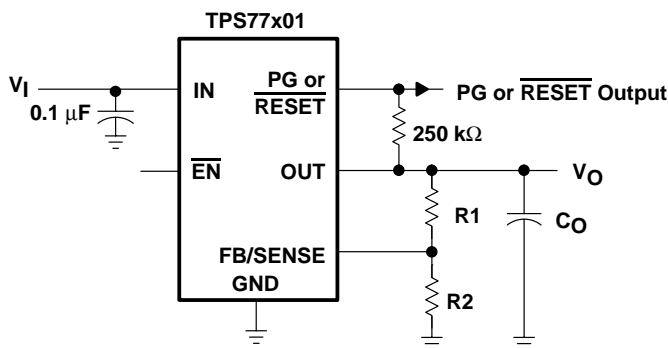 TPS77x01
VI
0.1 μF
IN
PG or
RESET
PG or RESET Output
250 kΩ
EN
OUT
VO
R1
CO
FB/SENSE
GND
R2